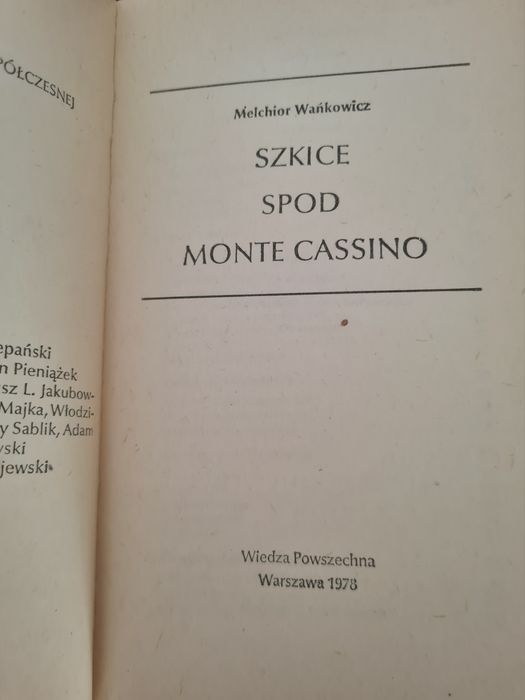 PÓŁCZESNEJ
epański
n Pieniążek
sz L. Jakubow-
Majka, Włodzi-
y Sablik, Adam
wski
jewski
Melchior Wańkowicz
SZKICE
SPOD
MONTE CASSINO
Wiedza Powszechna
Warszawa 1978